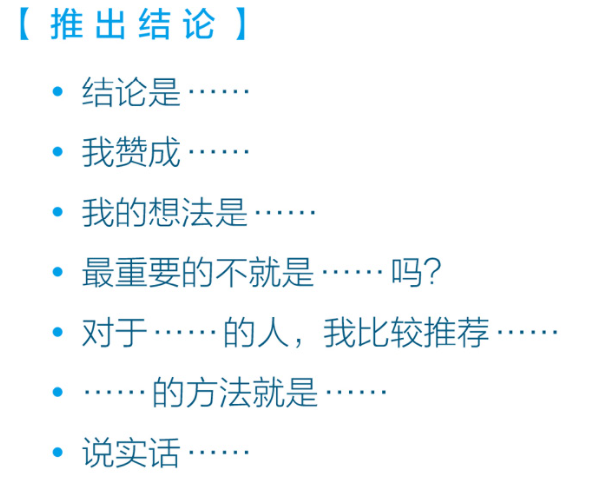 【推出结论】
• 结论是……
• 我赞成……
• 我的想法是……
• 最重要的不就是……吗？
• 对于……的人，我比较推荐……
• ……的方法就是……
• 说实话……